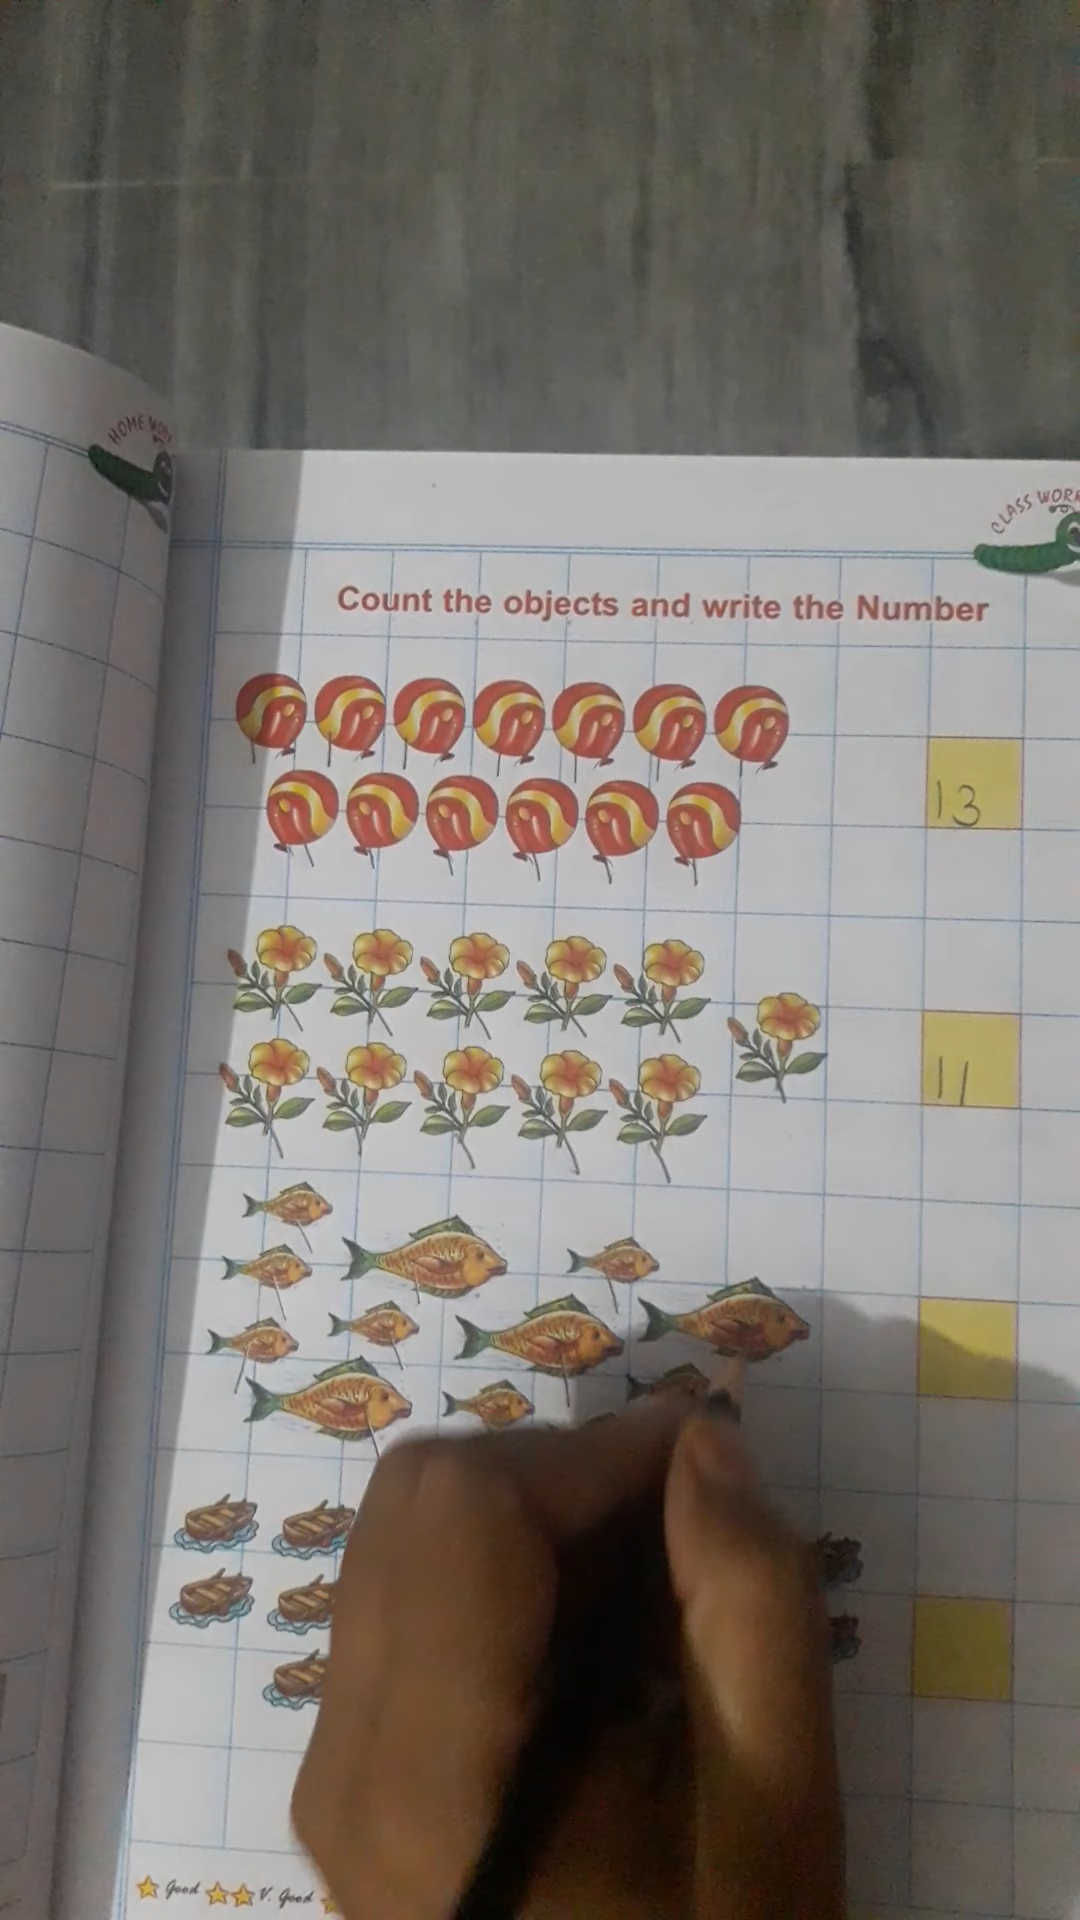 HOME WORK
CLASS WORK
Count the objects and write the Number
13
11
Good
V. Good